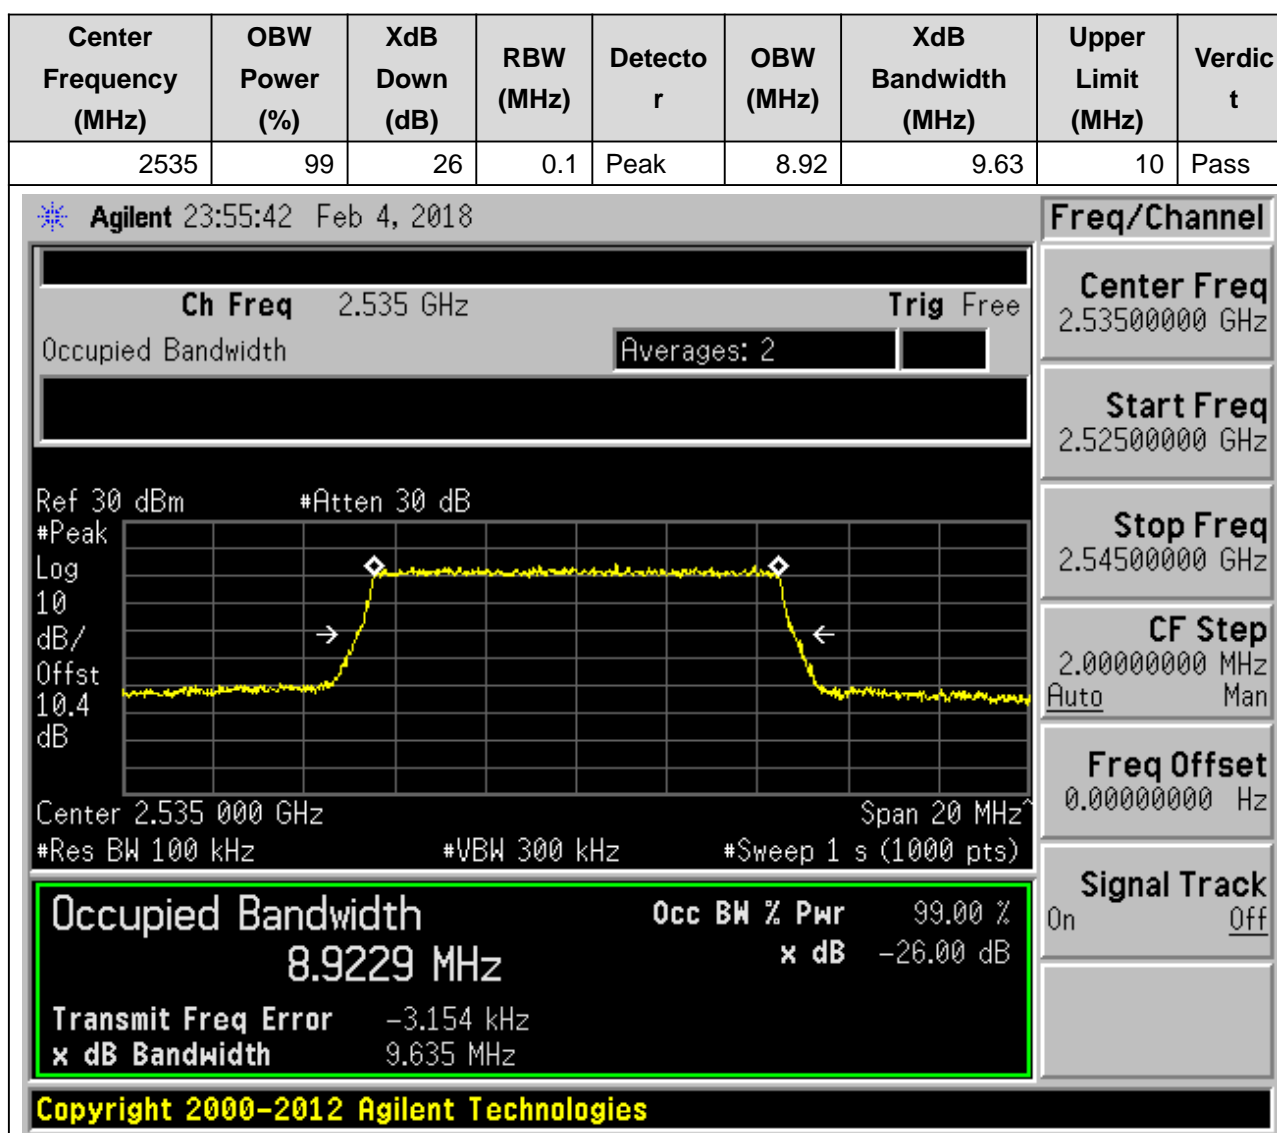 Center Frequency (MHz) OBW Power (%) XdB Down (dB) RBW (MHz) Detecto r OBW (MHz) XdB Bandwidth (MHz) Upper Limit (MHz) Verdic t
2535 99 26 0.1 Peak 8.92 9.63 10 Pass
Agilent 23:55:42 Feb 4, 2018
Freq/Channel
Ch Freq 2.535 GHz Trig Free
Occupied Bandwidth Averages: 2
Center Freq
2.53500000 GHz
Start Freq
2.52500000 GHz
Stop Freq
2.54500000 GHz
CF Step
2.00000000 MHz
Auto Man
Freq Offset
0.00000000 Hz
Signal Track
On Off
Ref 30 dBm #Atten 30 dB
#Peak
Log
10
dB/
Offst
10.4
dB
Center 2.535 000 GHz Span 20 MHz^
#Res BW 100 kHz #VBW 300 kHz #Sweep 1 s (1000 pts)
Occupied Bandwidth
8.9229 MHz
Occ BW % Pwr 99.00 %
x dB -26.00 dB
Transmit Freq Error -3.154 kHz
x dB Bandwidth 9.635 MHz
Copyright 2000-2012 Agilent Technologies